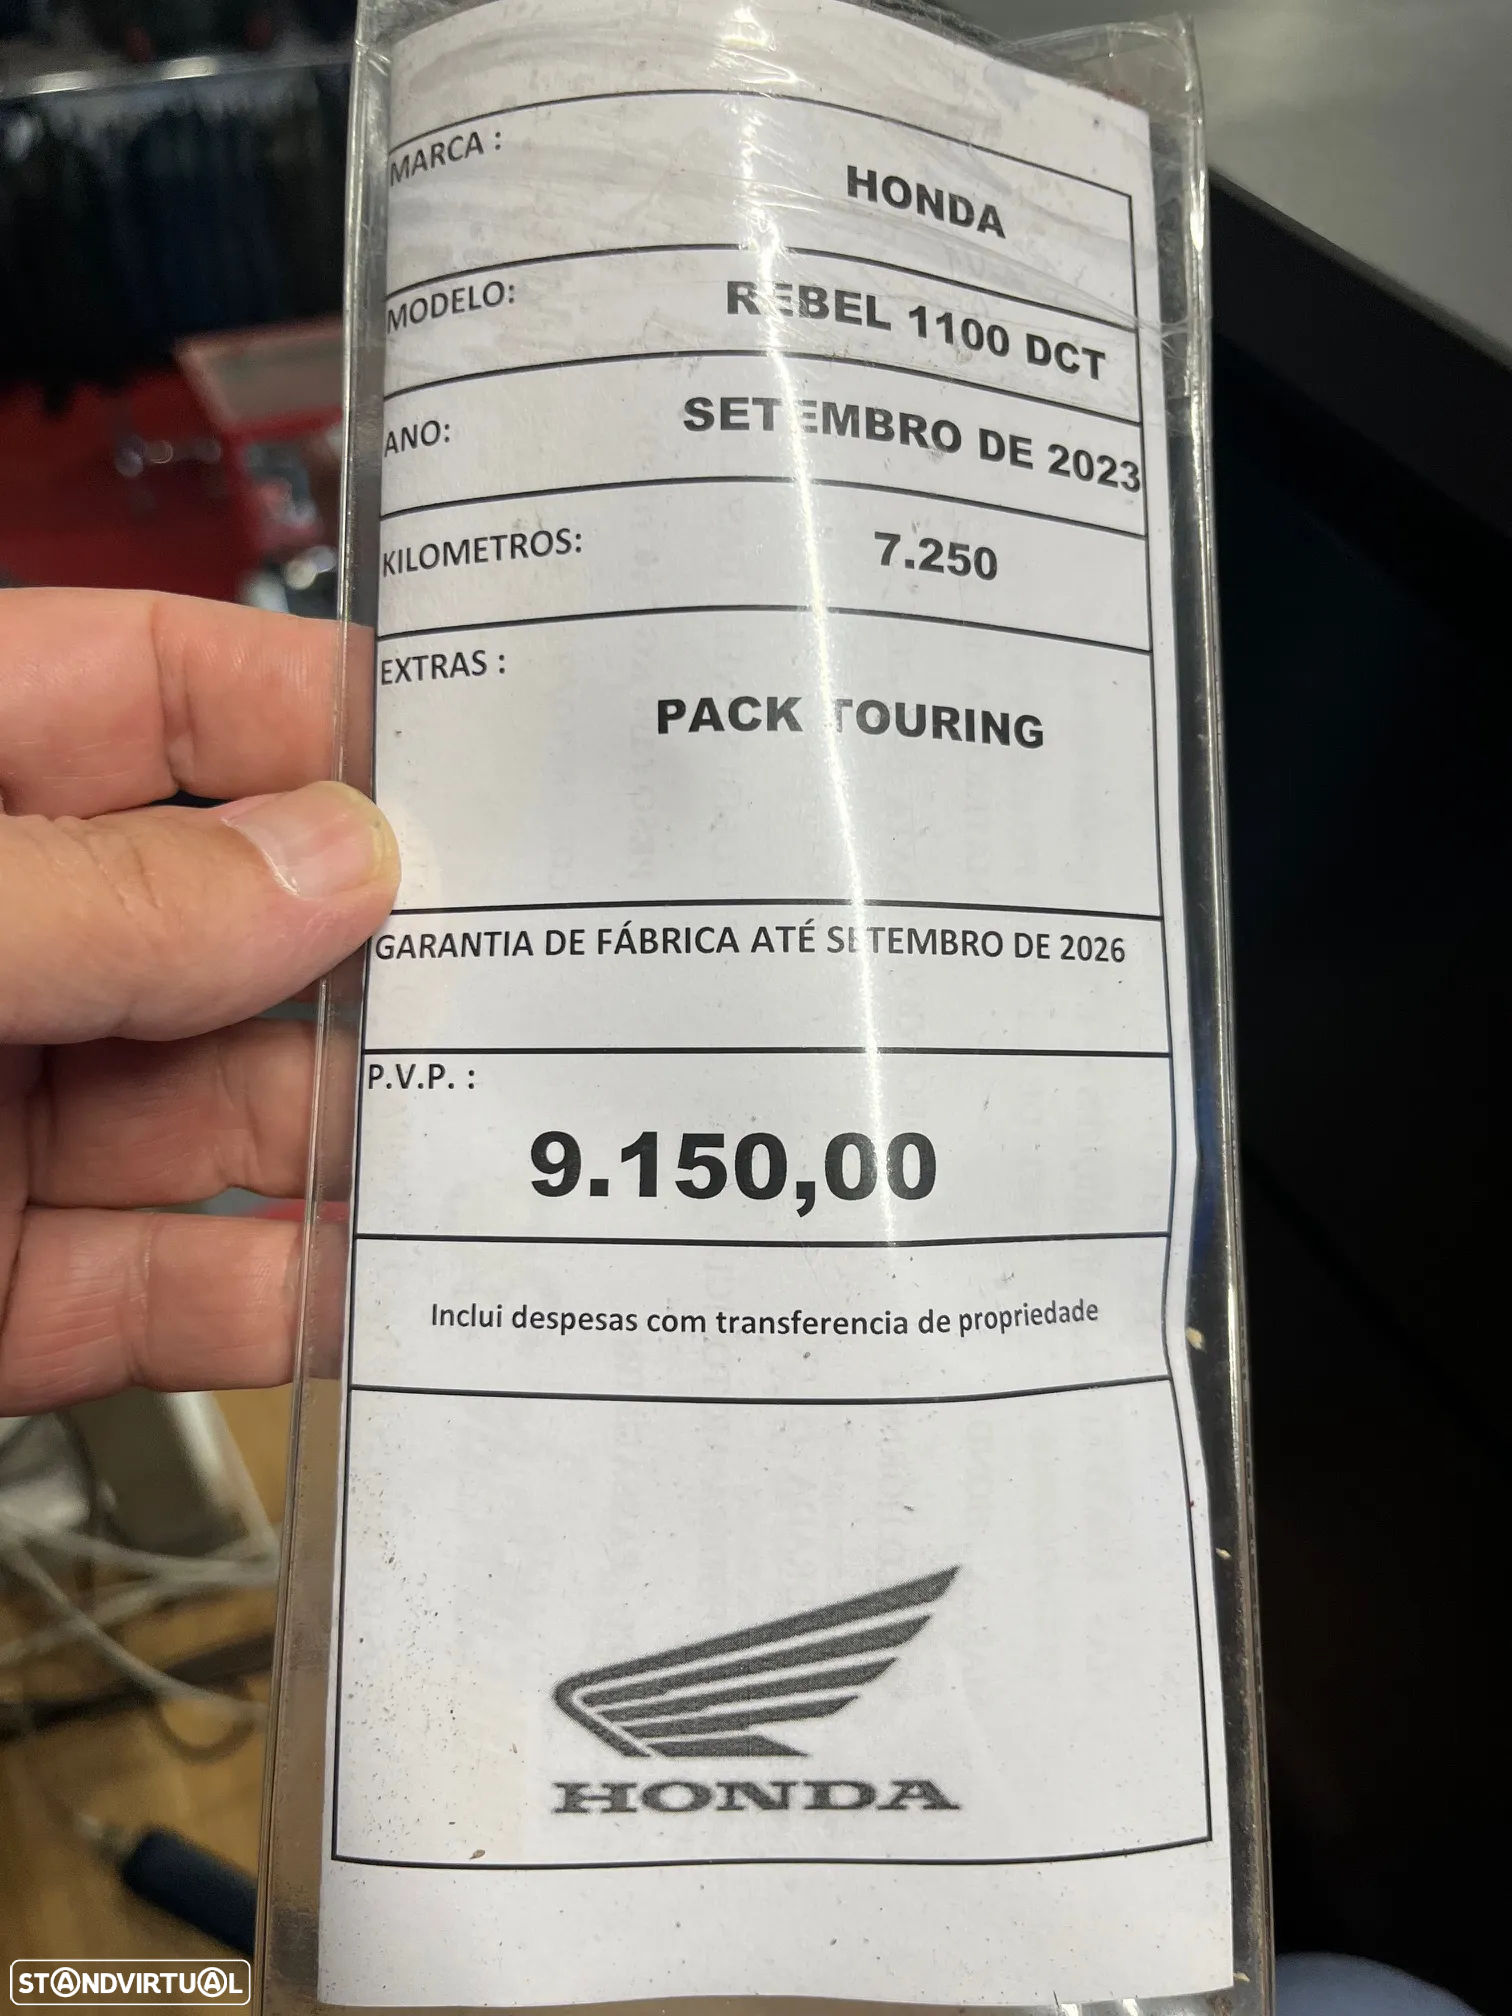 MARCA : HONDA
MODELO: REBEL 1100 DCT
ANO: SETEMBRO DE 2023
KILOMETROS: 7.250
EXTRAS :
PACK TOURING
GARANTIA DE FÁBRICA ATÉ SETEMBRO DE 2026
P.V.P. :
9.150,00
Inclui despesas com transferencia de propriedade
HONDA
STANDVIRTUAL